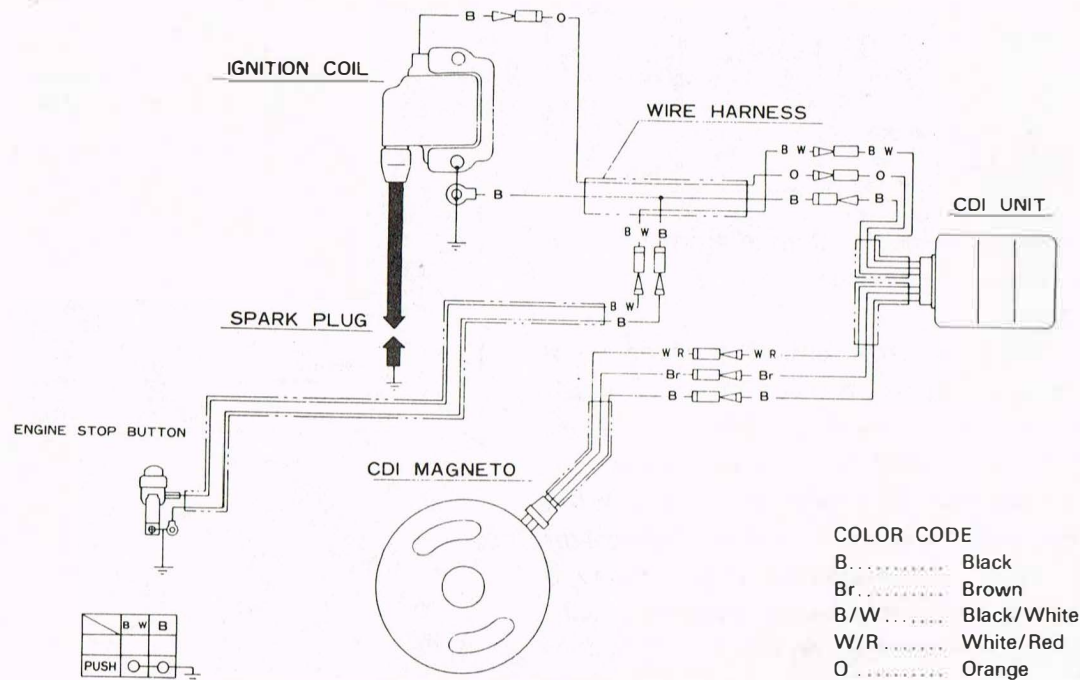 B O
IGNITION COIL
WIRE HARNESS
B W B W
O O
B
B B
CDI UNIT
B W B
B W
SPARK PLUG
B
W R W R
Br Br
B B
ENGINE STOP BUTTON
CDI MAGNETO
COLOR CODE
B.............. Black
Br............. Brown
B/W....... Black/White
W/R........ White/Red
O.............. Orange
B W B
PUSH